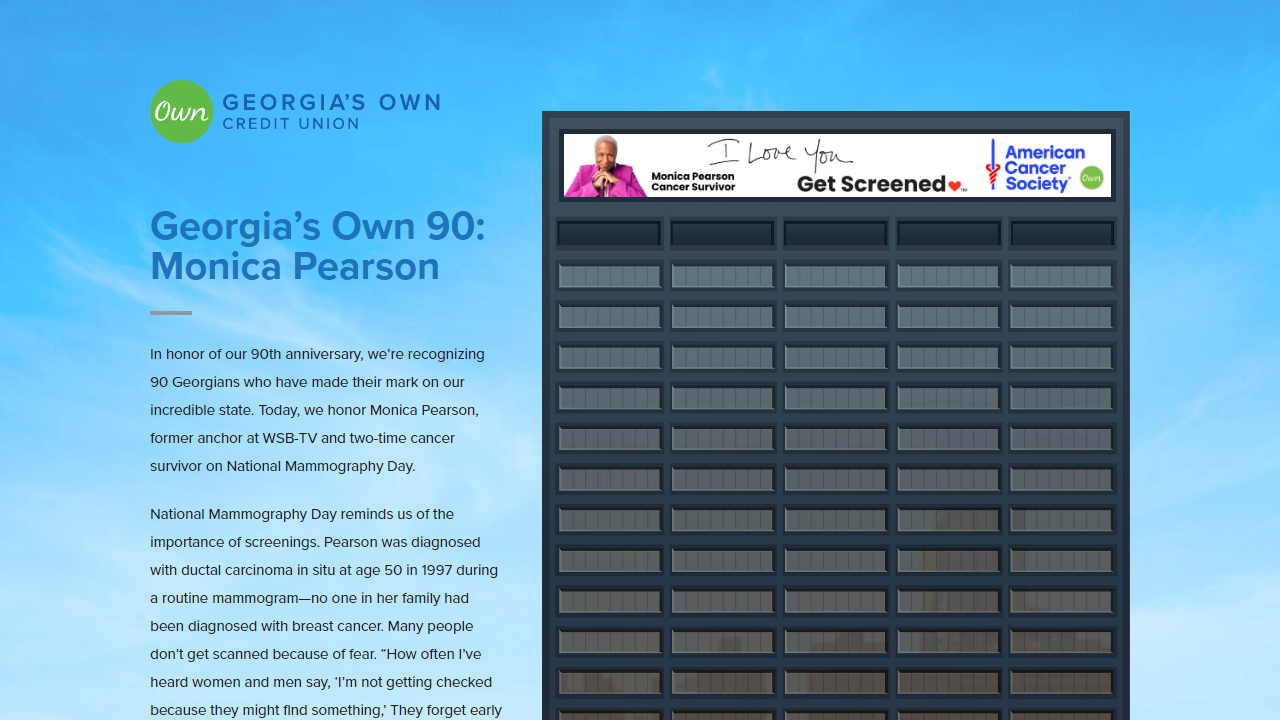 Own
GEORGIA'S OWN
CREDIT UNION
Georgia's Own 90:
Monica Pearson
In honor of our 90th anniversary, we're recognizing
90 Georgians who have made their mark on our
incredible state. Today, we honor Monica Pearson,
former anchor at WSB-TV and two-time cancer
survivor on National Mammography Day.
National Mammography Day reminds us of the
importance of screenings. Pearson was diagnosed
with ductal carcinoma in situ at age 50 in 1997 during
a routine mammogram—no one in her family had
been diagnosed with breast cancer. Many people
don't get scanned because of fear. “How often I've
heard women and men say, ‘I'm not getting checked
because they might find something,’ They forget early
I Love You
Monica Pearson
Cancer Survivor
Get Screened
TM
American
Cancer
Society®
Own